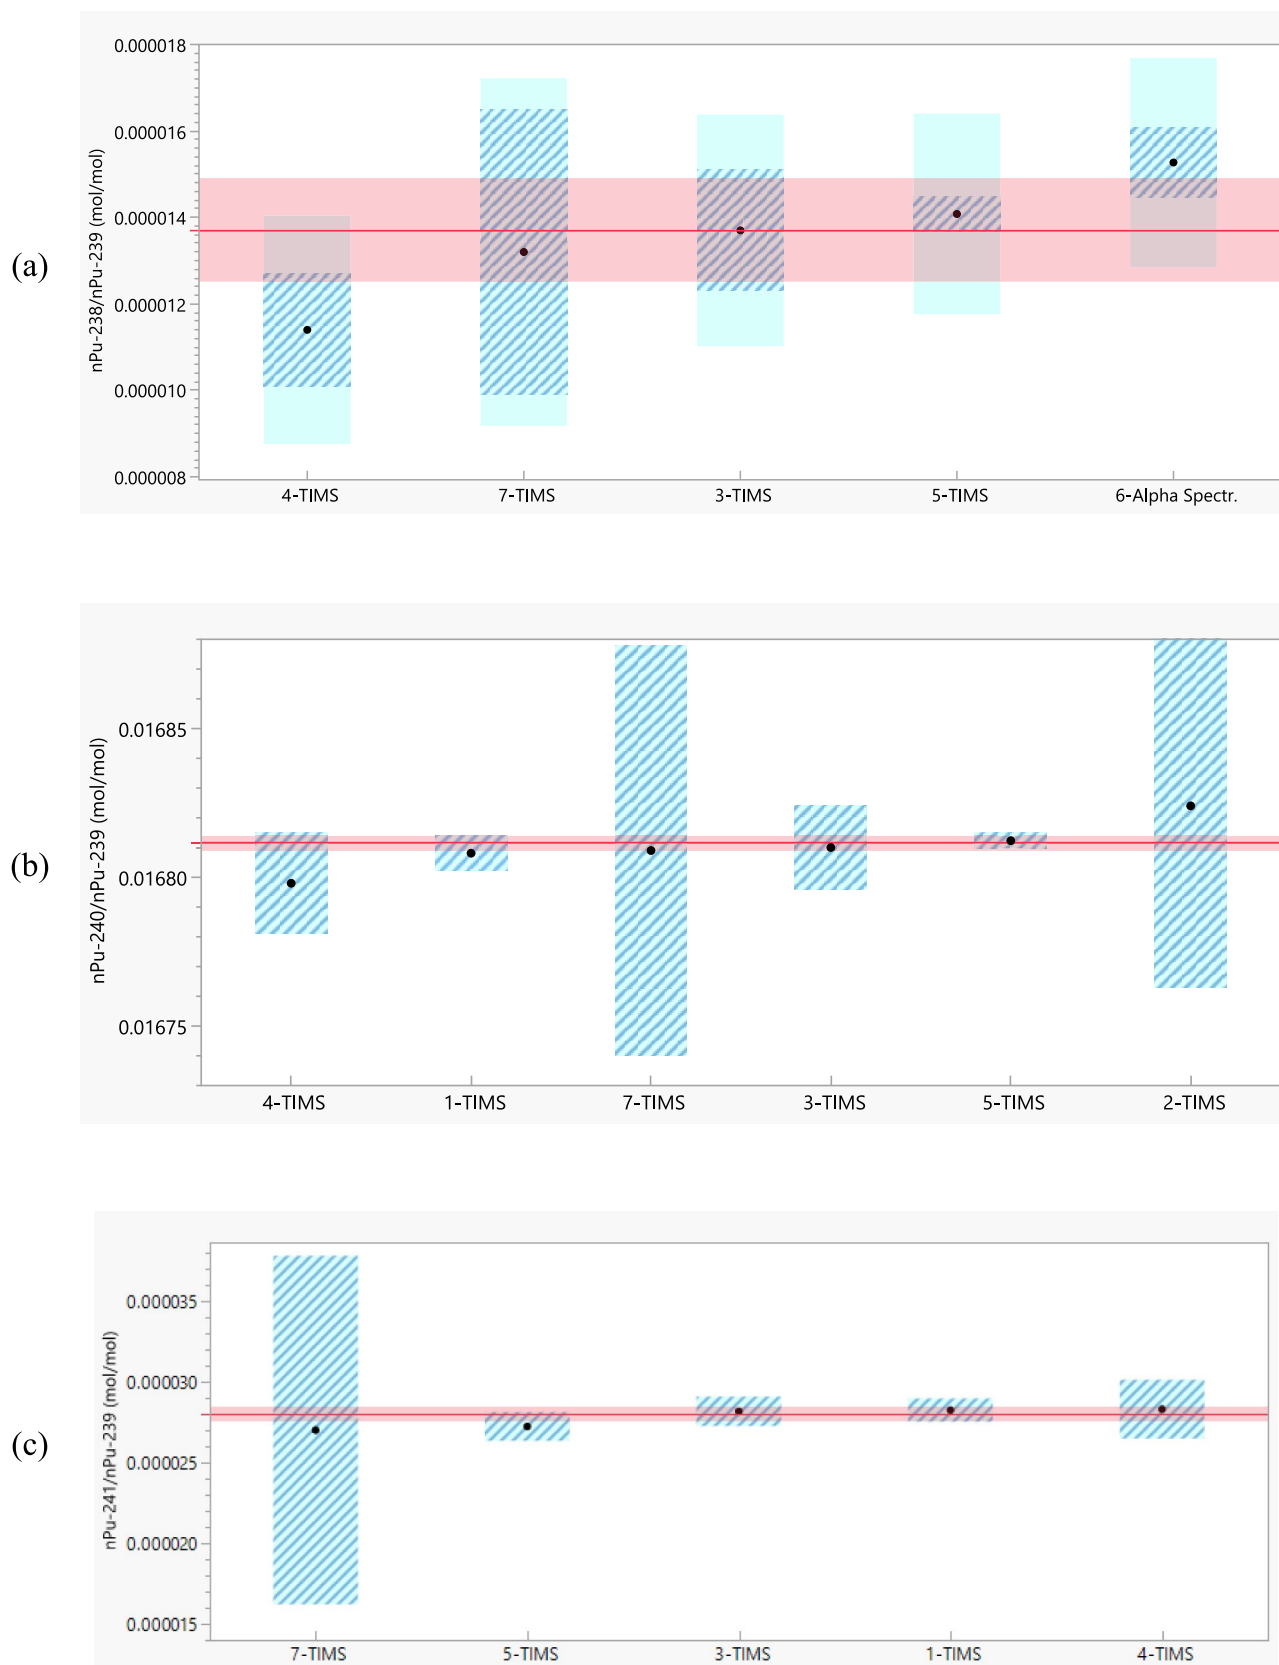 (a)
nPu-238/nPu-239 (mol/mol)
0.000018
0.000016
0.000014
0.000012
0.000010
0.000008
4-TIMS 7-TIMS 3-TIMS 5-TIMS 6-Alpha Spectr.
(b)
nPu-240/nPu-239 (mol/mol)
0.01685
0.01680
0.01675
4-TIMS 1-TIMS 7-TIMS 3-TIMS 5-TIMS 2-TIMS
(c)
nPu-241/nPu-239 (mol/mol)
0.000035
0.000030
0.000025
0.000020
0.000015
7-TIMS 5-TIMS 3-TIMS 1-TIMS 4-TIMS